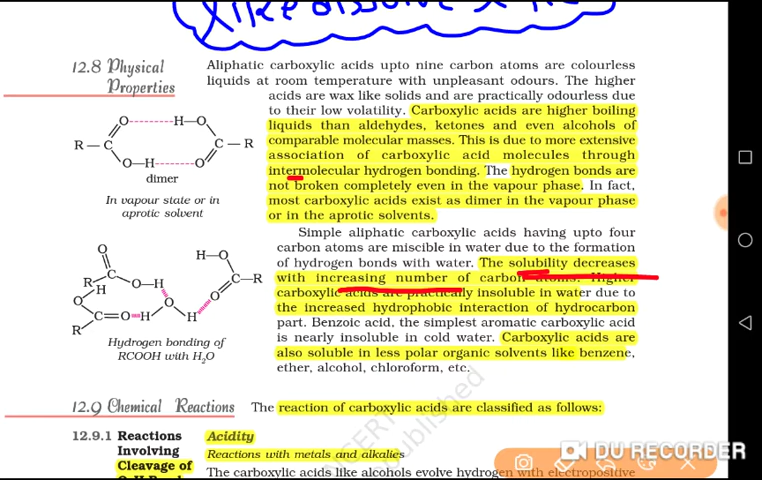 like dissolve
12.8 Physical
Properties
Aliphatic carboxylic acids upto nine carbon atoms are colourless
liquids at room temperature with unpleasant odours. The higher
acids are wax like solids and are practically odourless due
to their low volatility. Carboxylic acids are higher boiling
liquids than aldehydes, ketones and even alcohols of
comparable molecular masses. This is due to more extensive
association of carboxylic acid molecules through
intermolecular hydrogen bonding. The hydrogen bonds are
not broken completely even in the vapour phase. In fact,
most carboxylic acids exist as dimer in the vapour phase
or in the aprotic solvents.
O H—O
R—C C—R
O—H O
dimer
In vapour state or in
aprotic solvent
Simple aliphatic carboxylic acids having upto four
carbon atoms are miscible in water due to the formation
of hydrogen bonds with water. The solubility decreases
with increasing number of carbon atoms. Higher
carboxylic acids are practically insoluble in water due to
the increased hydrophobic interaction of hydrocarbon
part. Benzoic acid, the simplest aromatic carboxylic acid
is nearly insoluble in cold water. Carboxylic acids are
also soluble in less polar organic solvents like benzene,
ether, alcohol, chloroform, etc.
O H—O
R C O—H C—R
H O O
O H
C=O H
R
Hydrogen bonding of
RCOOH with H2O
12.9 Chemical Reactions
The reaction of carboxylic acids are classified as follows:
12.9.1 Reactions
Involving
Cleavage of
Acidity
Reactions with metals and alkalies
The carboxylic acids like alcohols evolve hydrogen with electropositive
published
DU RECORDER